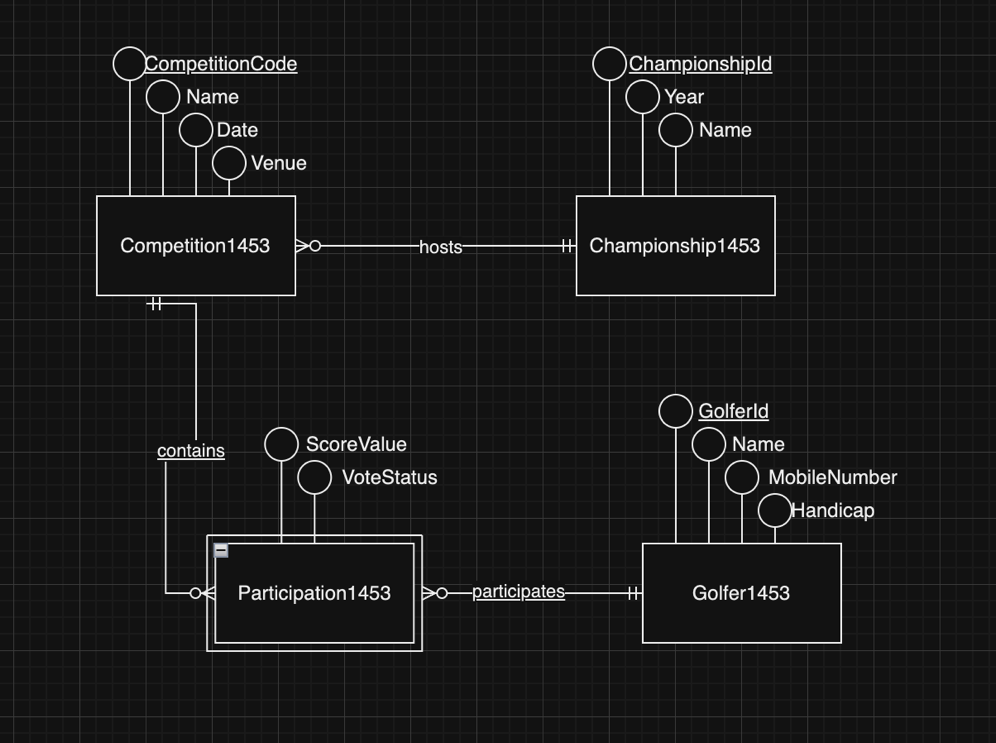 CompetitionCode
Name
Date
Venue
Competition1453
hosts
ChampionshipId
Year
Name
Championship1453
contains
ScoreValue
VoteStatus
Participation1453
participates
GolferId
Name
MobileNumber
Handicap
Golfer1453